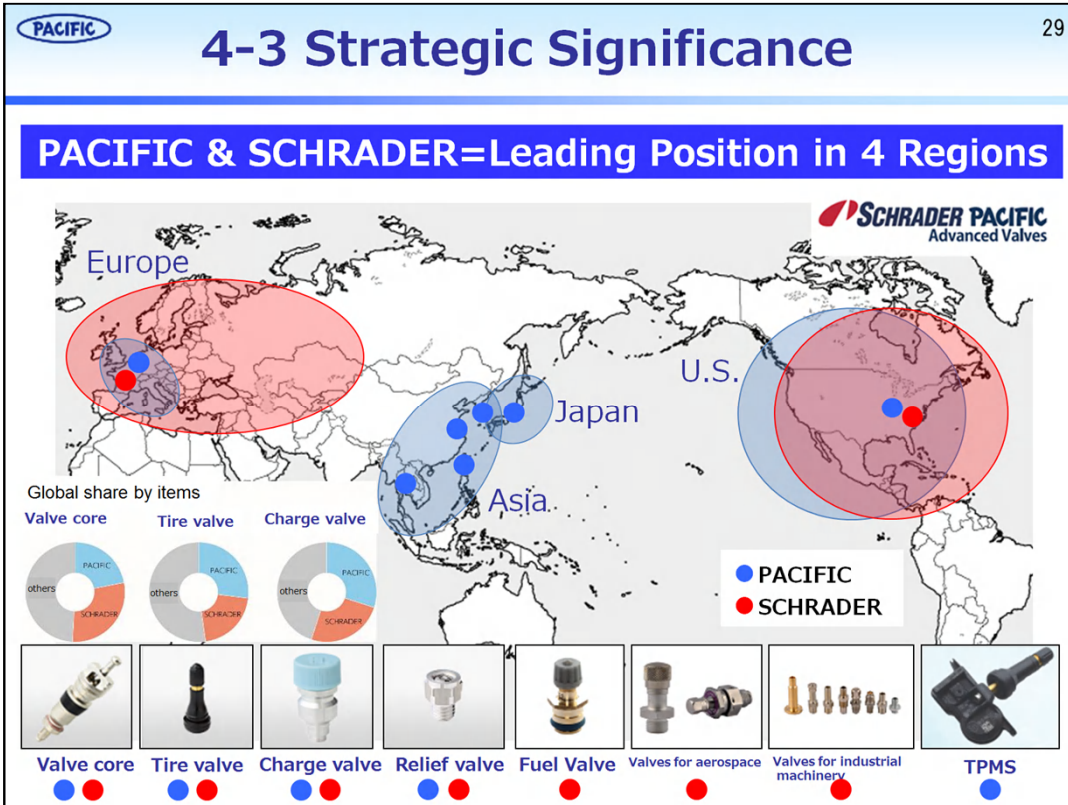 PACIFIC
29
4-3 Strategic Significance
PACIFIC & SCHRADER=Leading Position in 4 Regions
SCHRADER PACIFIC
Advanced Valves
Europe
U.S.
Japan
Asia
Global share by items
Valve core
Tire valve
Charge valve
PACIFIC
others
SCHRADER
PACIFIC
others
SCHRADER
PACIFIC
others
SCHRADER
PACIFIC
SCHRADER
Valve core
Tire valve
Charge valve
Relief valve
Fuel Valve
Valves for aerospace
Valves for industrial
machinery
TPMS